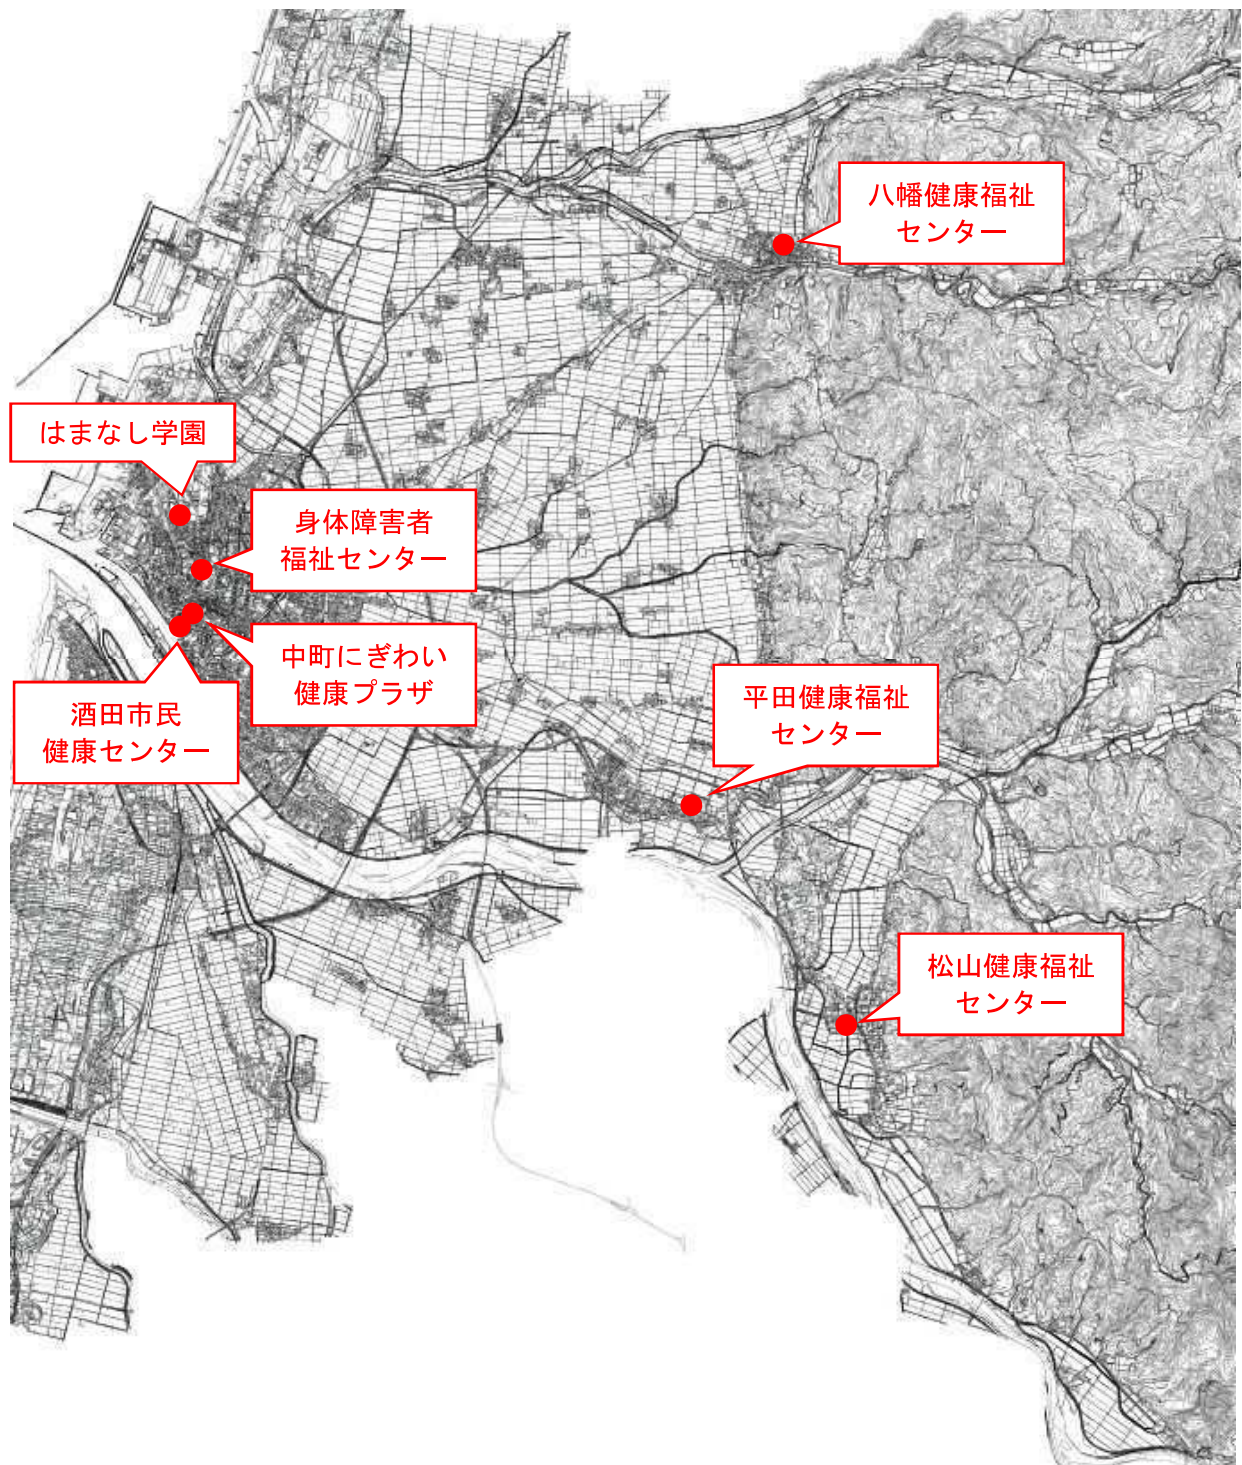 八幡健康福祉
センター
はまなし学園
身体障害者
福祉センター
中町にぎわい
健康プラザ
酒田市民
健康センター
平田健康福祉
センター
松山健康福祉
センター